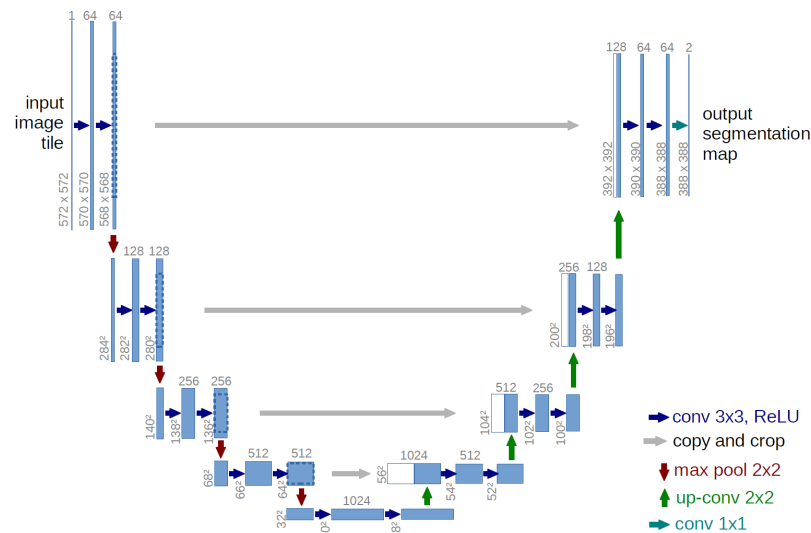 1 64 64
128 64 64 2
input
image
tile
output
segmentation
map
572 x 572
570 x 570
568 x 568
392 x 392
390 x 390
388 x 388
388 x 388
128 128
256 128
284²
282²
280²
200²
198²
196²
256 256
512 256
140²
138²
136²
104²
102²
100²
512 512
1024 512
68²
66²
64²
56²
54²
52²
1024
32²
0²
8²
conv 3x3, ReLU
copy and crop
max pool 2x2
up-conv 2x2
conv 1x1